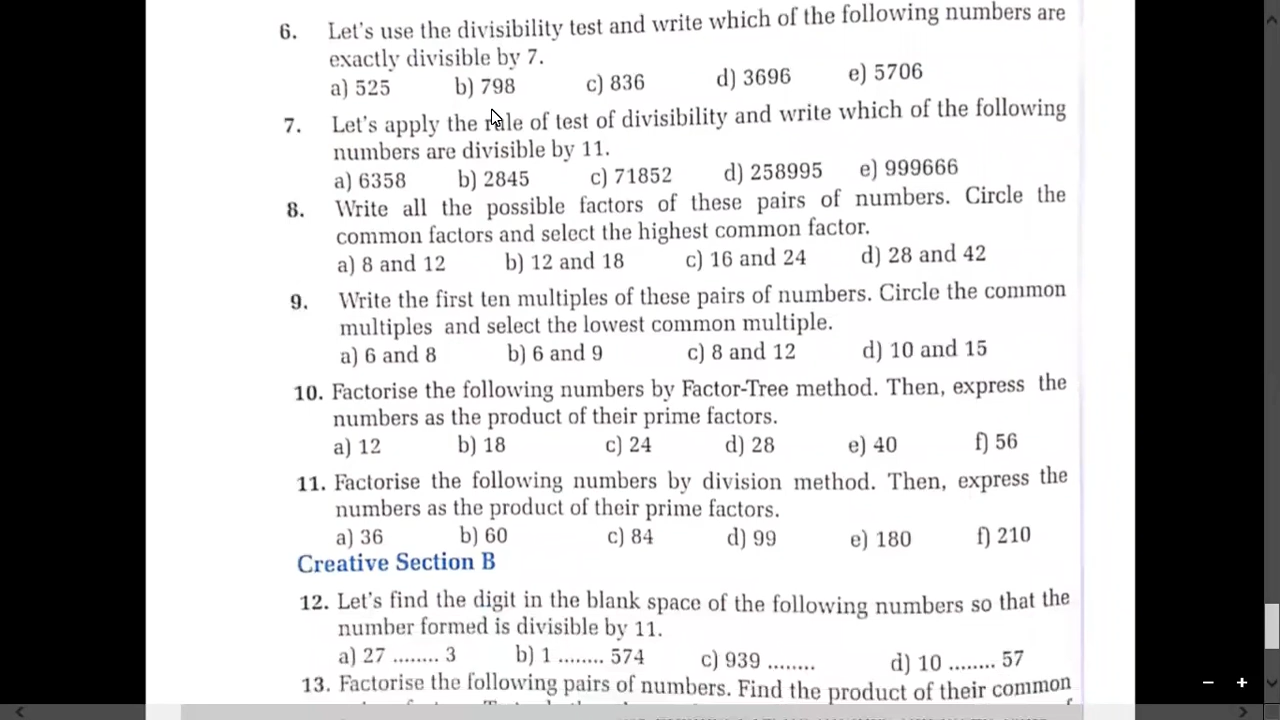 6. Let's use the divisibility test and write which of the following numbers are
exactly divisible by 7.
a) 525 b) 798 c) 836 d) 3696 e) 5706
7. Let's apply the rule of test of divisibility and write which of the following
numbers are divisible by 11.
a) 6358 b) 2845 c) 71852 d) 258995 e) 999666
8. Write all the possible factors of these pairs of numbers. Circle the
common factors and select the highest common factor.
a) 8 and 12 b) 12 and 18 c) 16 and 24 d) 28 and 42
9. Write the first ten multiples of these pairs of numbers. Circle the common
multiples and select the lowest common multiple.
a) 6 and 8 b) 6 and 9 c) 8 and 12 d) 10 and 15
10. Factorise the following numbers by Factor-Tree method. Then, express the
numbers as the product of their prime factors.
a) 12 b) 18 c) 24 d) 28 e) 40 f) 56
11. Factorise the following numbers by division method. Then, express the
numbers as the product of their prime factors.
a) 36 b) 60 c) 84 d) 99 e) 180 f) 210
Creative Section B
12. Let's find the digit in the blank space of the following numbers so that the
number formed is divisible by 11.
a) 27 ........ 3 b) 1 ........ 574 c) 939 ........ d) 10 ........ 57
13. Factorise the following pairs of numbers. Find the product of their common